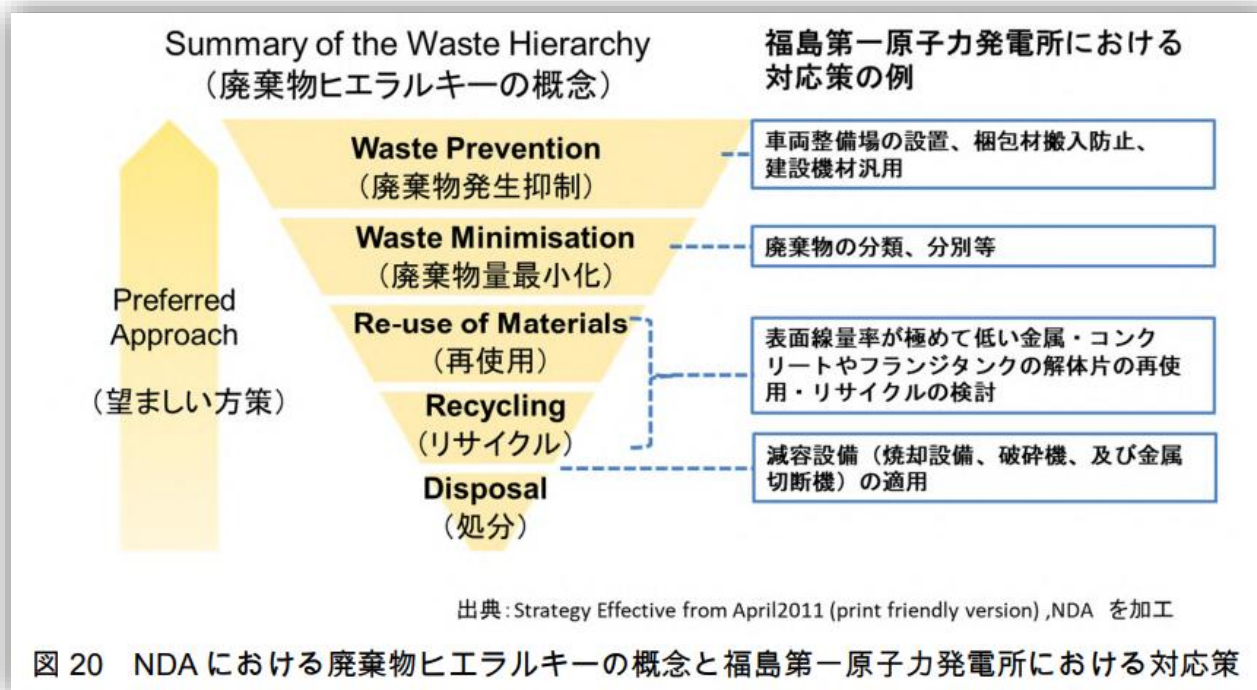 Summary of the Waste Hierarchy
（廃棄物ヒエラルキーの概念）
福島第一原子力発電所における
対応策の例
Preferred
Approach
（望ましい方策）
Waste Prevention
（廃棄物発生抑制）
車両整備場の設置、梱包材搬入防止、
建設機材汎用
Waste Minimisation
（廃棄物量最小化）
廃棄物の分類、分別等
Re-use of Materials
（再使用）
Recycling
（リサイクル）
表面線量率が極めて低い金属・コンク
リートやフランジタンクの解体片の再使
用・リサイクルの検討
Disposal
（処分）
減容設備（焼却設備、破砕機、及び金属
切断機）の適用
出典：Strategy Effective from April2011 (print friendly version) ,NDA を加工
図 20 NDA における廃棄物ヒエラルキーの概念と福島第一原子力発電所における対応策